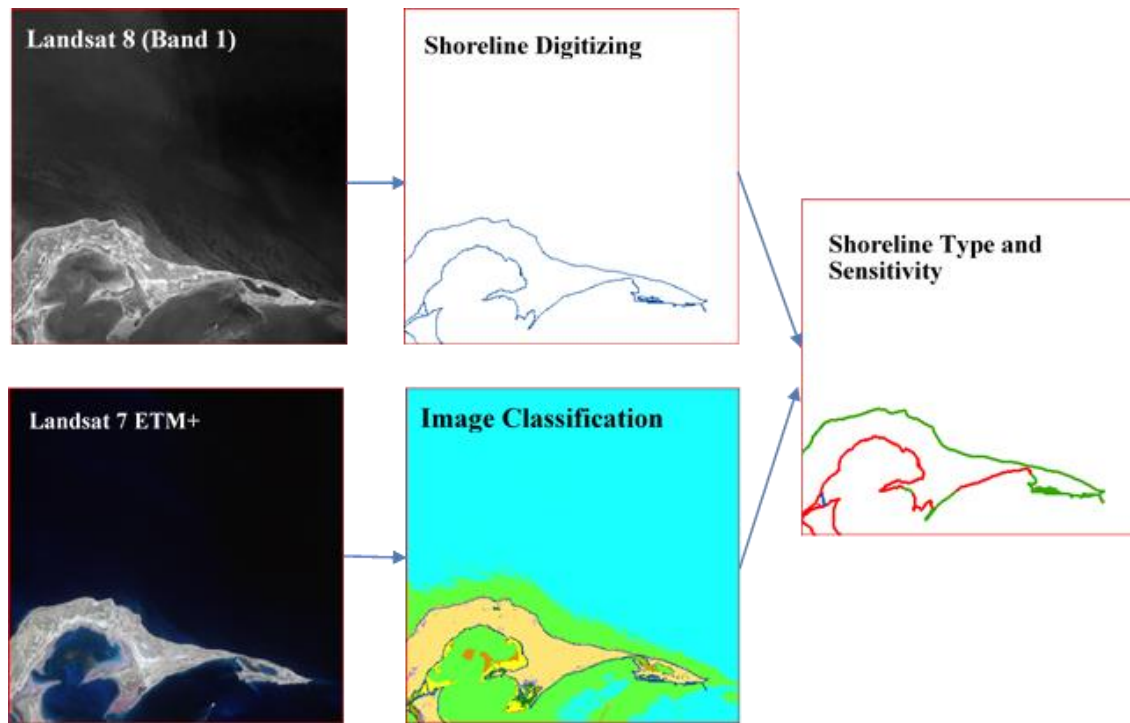 Landsat 8 (Band 1)
Shoreline Digitizing
Shoreline Type and
Sensitivity
Landsat 7 ETM+
Image Classification